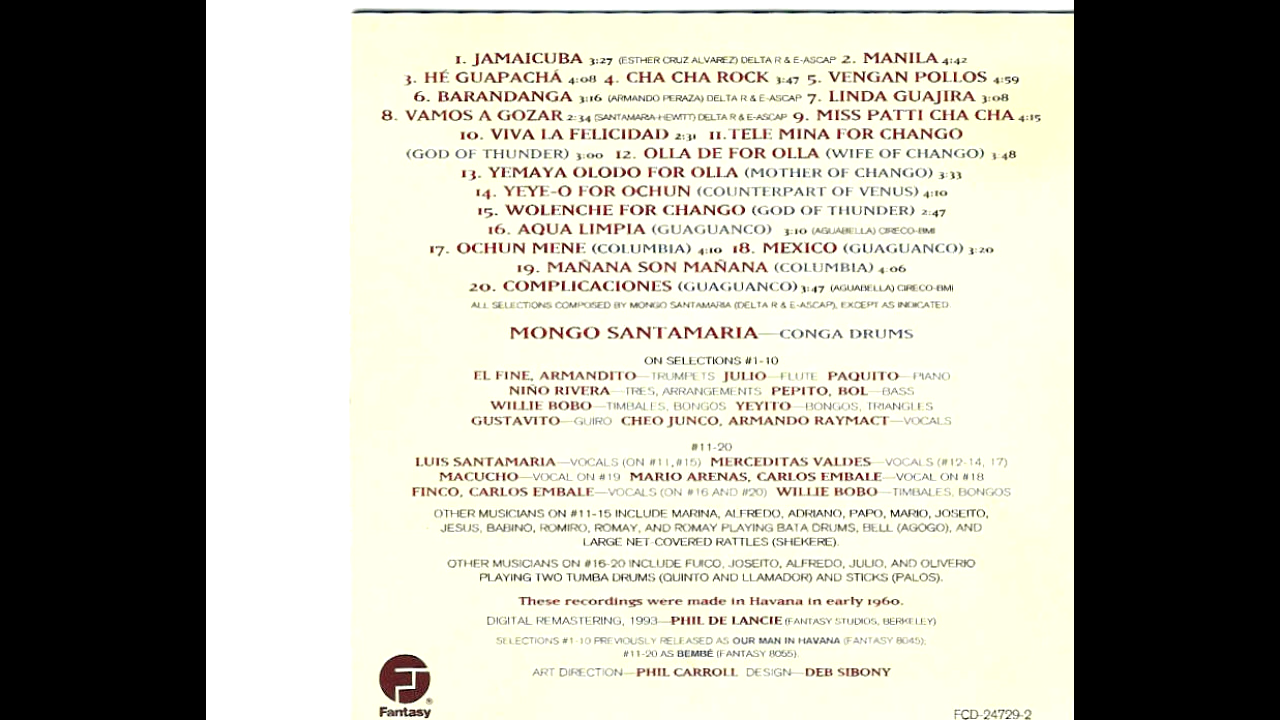 1. JAMAICUBA 3:27 (ESTHER CRUZ ALVAREZ) DELTA R & E-ASCAP 2. MANILA 4:42
3. HÉ GUAPACHÁ 4:08 4. CHA CHA ROCK 3:47 5. VENGAN POLLOS 4:59
6. BARANDANGA 3:16 (ARMANDO PERAZA) DELTA R & E-ASCAP 7. LINDA GUAJIRA 3:08
8. VAMOS A GOZAR 2:34 (SANTAMARIA-HEWITT) DELTA R & E-ASCAP 9. MISS PATTI CHA CHA 4:15
10. VIVA LA FELICIDAD 2:31 11. TELE MINA FOR CHANGO
(GOD OF THUNDER) 3:00 12. OLLA DE FOR OLLA (WIFE OF CHANGO) 3:48
13. YEMAYA OLODO FOR OLLA (MOTHER OF CHANGO) 3:33
14. YEYE-O FOR OCHUN (COUNTERPART OF VENUS) 4:10
15. WOLENCHE FOR CHANGO (GOD OF THUNDER) 2:47
16. AQUA LIMPIA (GUAGUANCO) 3:10 (AGUABELLA) CIRECO-BMI
17. OCHUN MENE (COLUMBIA) 4:10 18. MEXICO (GUAGUANCO) 3:20
19. MAÑANA SON MAÑANA (COLUMBIA) 4:06
20. COMPLICACIONES (GUAGUANCO) 3:47 (AGUABELLA) CIRECO-BMI
ALL SELECTIONS COMPOSED BY MONGO SANTAMARIA (DELTA R & E-ASCAP), EXCEPT AS INDICATED.
MONGO SANTAMARIA—CONGA DRUMS
ON SELECTIONS #1-10
EL FINE, ARMANDITO—TRUMPETS JULIO—FLUTE PAQUITO—PIANO
NIÑO RIVERA—TRES, ARRANGEMENTS PEPITO, BOL—BASS
WILLIE BOBO—TIMBALES, BONGOS YEYITO—BONGOS, TRIANGLES
GUSTAVITO—GUIRO CHEO JUNCO, ARMANDO RAYMACT—VOCALS
#11-20
LUIS SANTAMARIA—VOCALS (ON #11, #15) MERCEDITAS VALDES—VOCALS (#12-14, 17)
MACUCHO—VOCAL ON #19 MARIO ARENAS, CARLOS EMBALE—VOCAL ON #18
FINCO, CARLOS EMBALE—VOCALS (ON #16 AND #20) WILLIE BOBO—TIMBALES, BONGOS
OTHER MUSICIANS ON #11-15 INCLUDE MARINA, ALFREDO, ADRIANO, PAPO, MARIO, JOSEITO,
JESUS, BABINO, ROMIRO, ROMAY, AND ROMAY PLAYING BATA DRUMS, BELL (AGOGO), AND
LARGE NET-COVERED RATTLES (SHEKERE).
OTHER MUSICIANS ON #16-20 INCLUDE FUICO, JOSEITO, ALFREDO, JULIO, AND OLIVERIO
PLAYING TWO TUMBA DRUMS (QUINTO AND LLAMADOR) AND STICKS (PALOS).
These recordings were made in Havana in early 1960.
DIGITAL REMASTERING, 1993—PHIL DE LANCIE (FANTASY STUDIOS, BERKELEY)
SELECTIONS #1-10 PREVIOUSLY RELEASED AS OUR MAN IN HAVANA (FANTASY 8045);
#11-20 AS BEMBÉ (FANTASY 8055).
ART DIRECTION—PHIL CARROLL DESIGN—DEB SIBONY
Fantasy®
FCD-24729-2